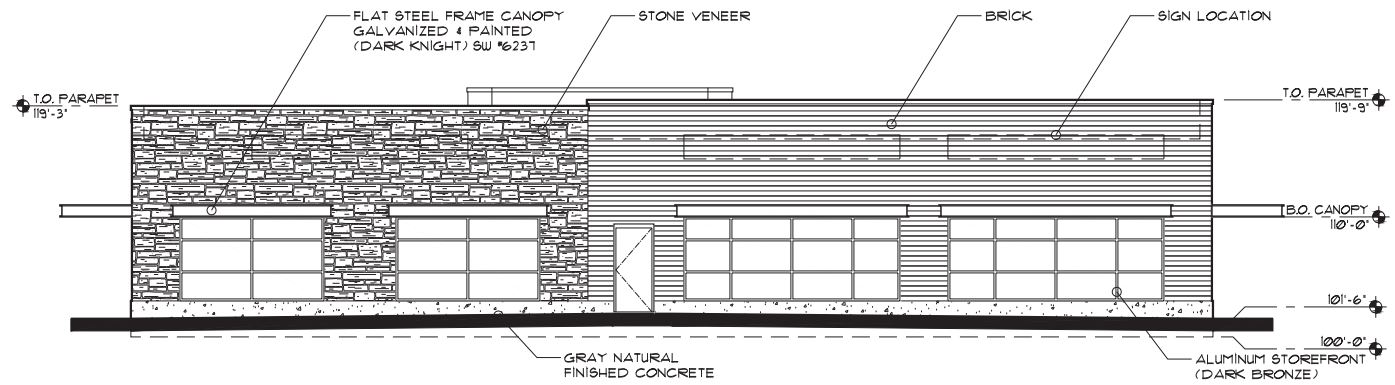 FLAT STEEL FRAME CANOPY
GALVANIZED & PAINTED
(DARK KNIGHT) SW #6237
STONE VENEER
BRICK
SIGN LOCATION
T.O. PARAPET
119'-3"
T.O. PARAPET
119'-9"
B.O. CANOPY
110'-0"
101'-6"
100'-0"
GRAY NATURAL
FINISHED CONCRETE
ALUMINUM STOREFRONT
(DARK BRONZE)